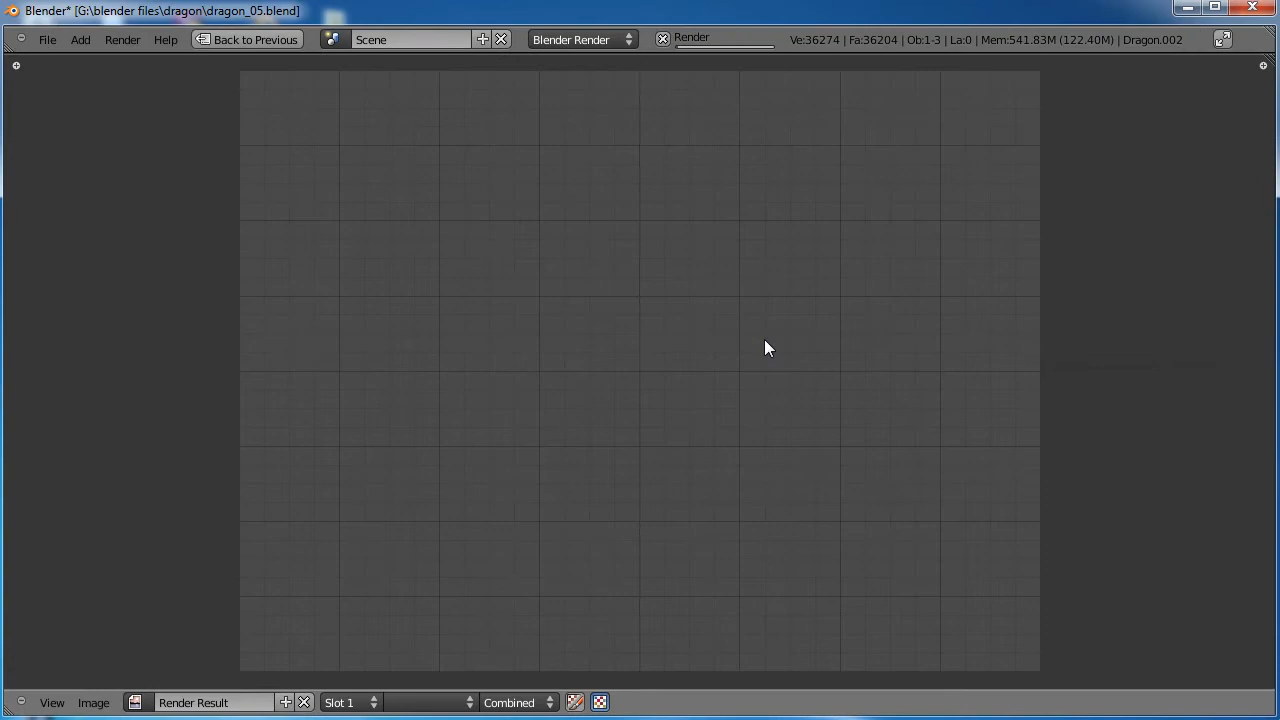 Blender* [G:\blender files\dragon\dragon_05.blend]
File Add Render Help Back to Previous Scene Blender Render Render Ve:36274 | Fa:36204 | Ob:1-3 | La:0 | Mem:541.83M (122.40M) | Dragon.002
View Image Render Result Slot 1 Combined